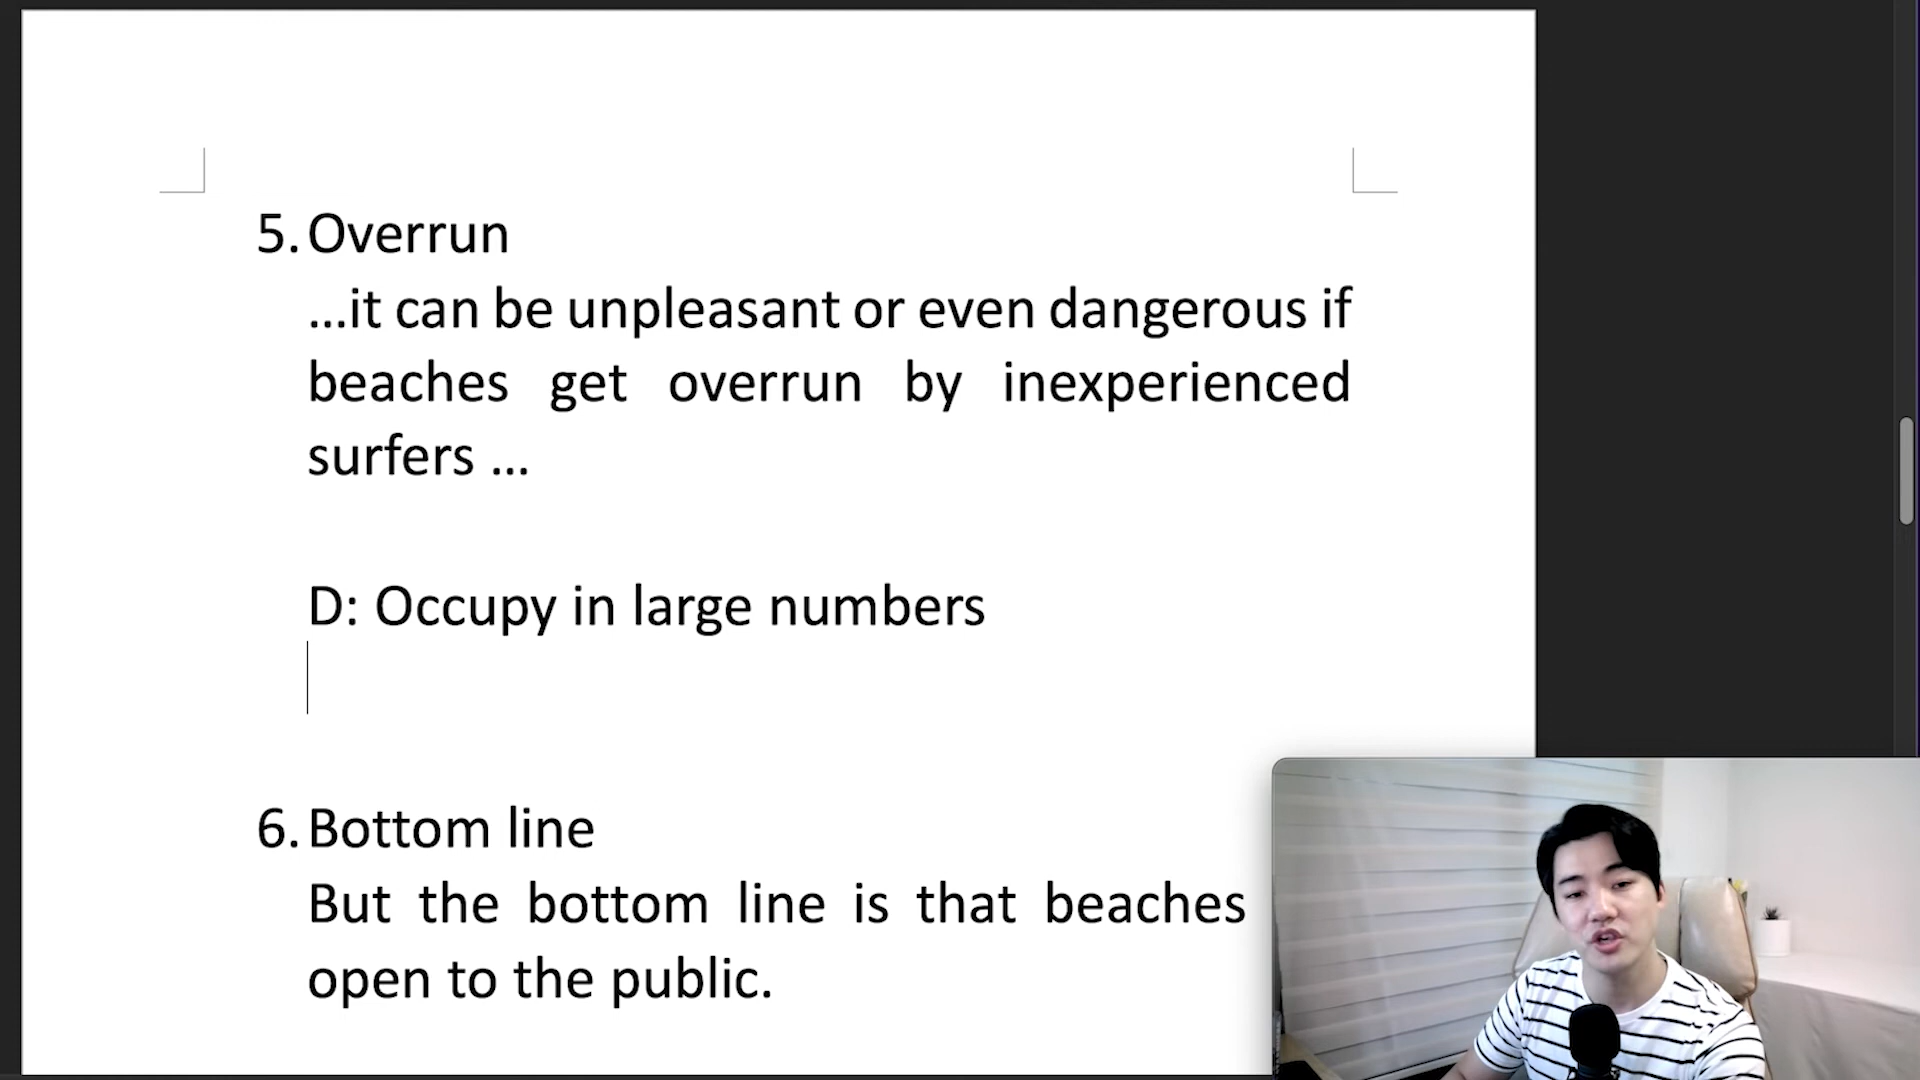 5. Overrun
...it can be unpleasant or even dangerous if
beaches get overrun by inexperienced
surfers ...
D: Occupy in large numbers
6. Bottom line
But the bottom line is that beaches
open to the public.